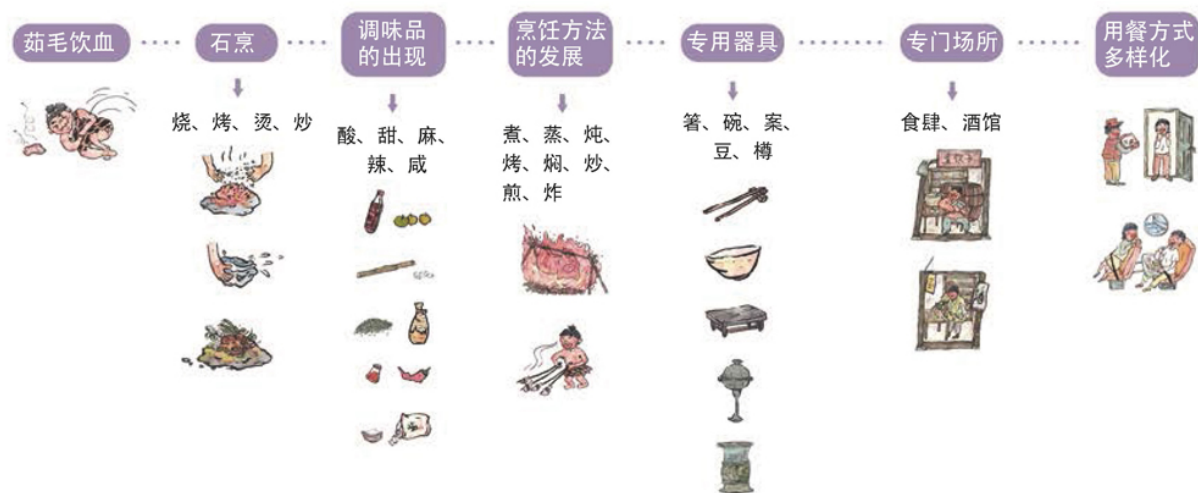 茹毛饮血
石烹
调味品
的出现
烹饪方法
的发展
专用器具
专门场所
用餐方式
多样化
烧、烤、烫、炒
酸、甜、麻、
辣、咸
煮、蒸、炖、
烤、焖、炒、
煎、炸
箸、碗、案、
豆、樽
食肆、酒馆